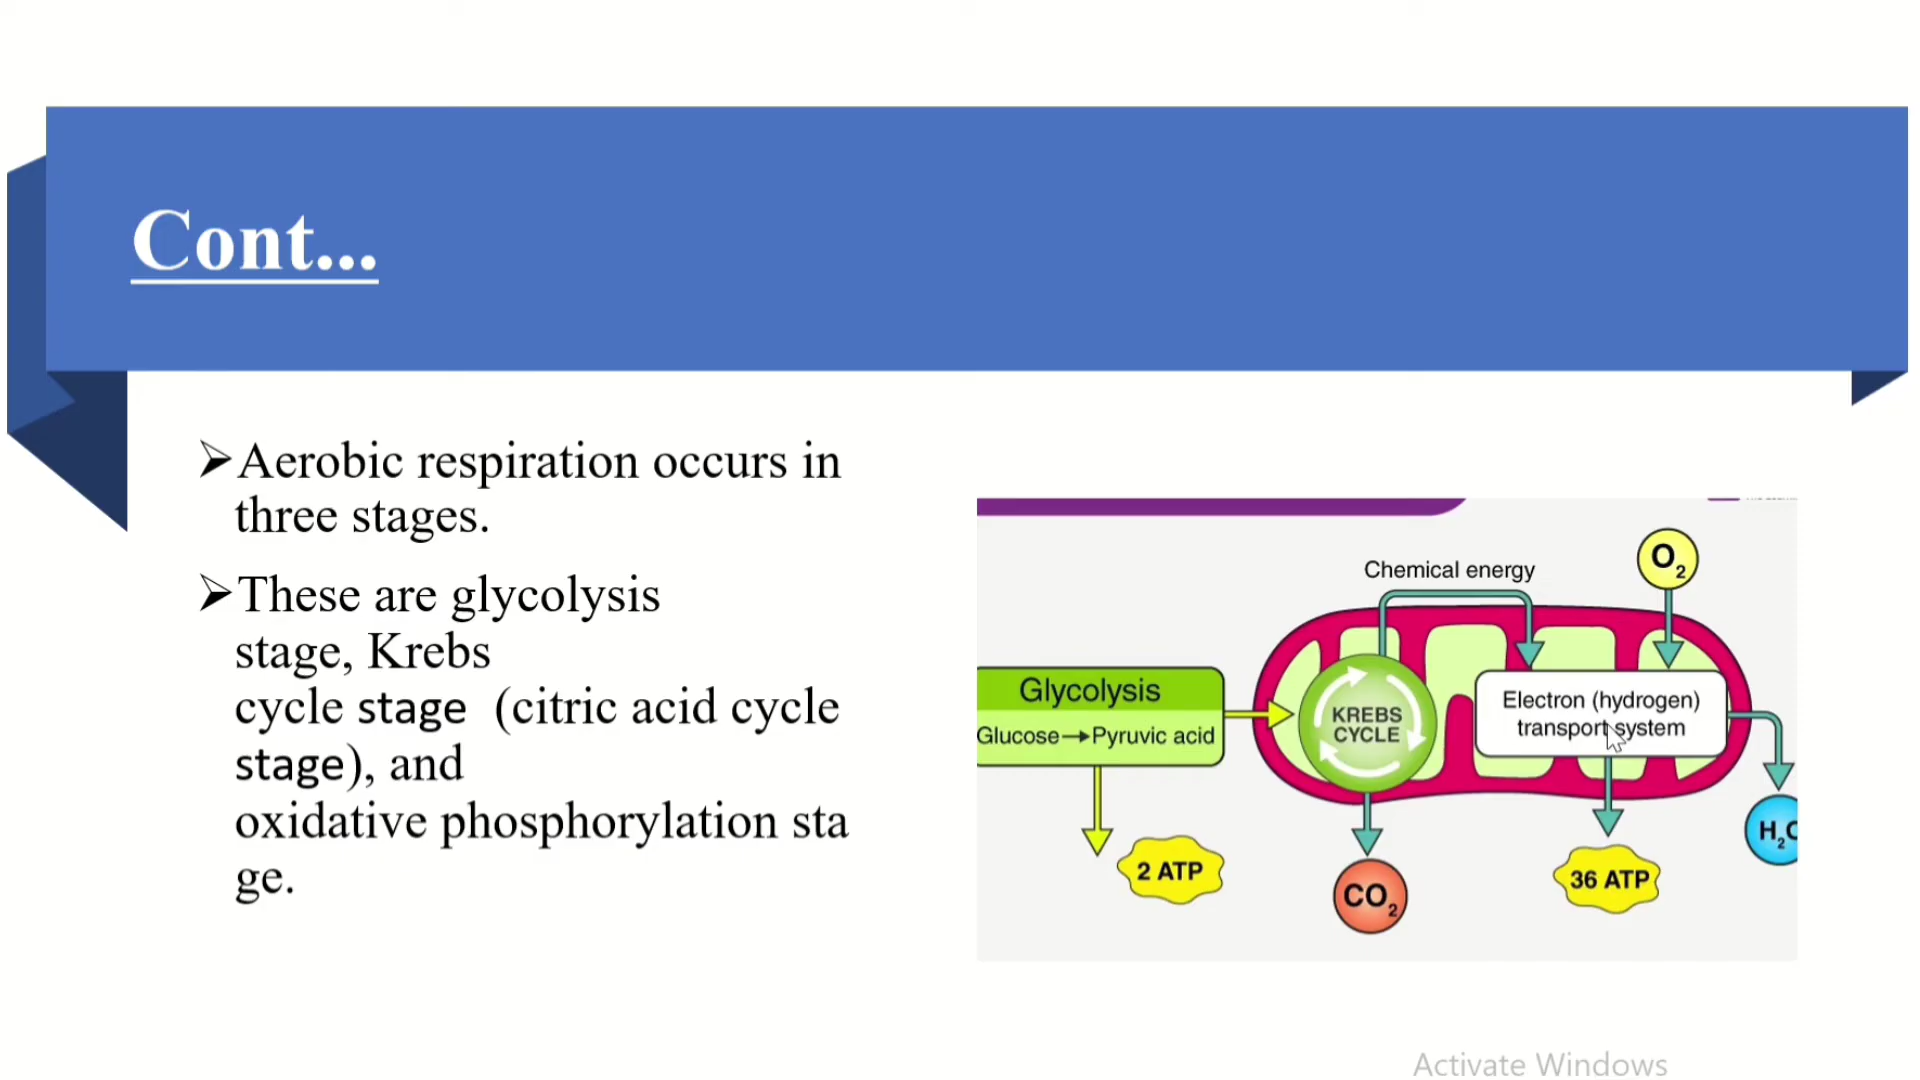 Cont...
➢Aerobic respiration occurs in
three stages.
➢These are glycolysis
stage, Krebs
cycle stage (citric acid cycle
stage), and
oxidative phosphorylation sta
ge.
Chemical energy
O₂
Glycolysis
Glucose→Pyruvic acid
KREBS
CYCLE
Electron (hydrogen)
transport system
2 ATP
CO₂
36 ATP
H₂O
Activate Windows